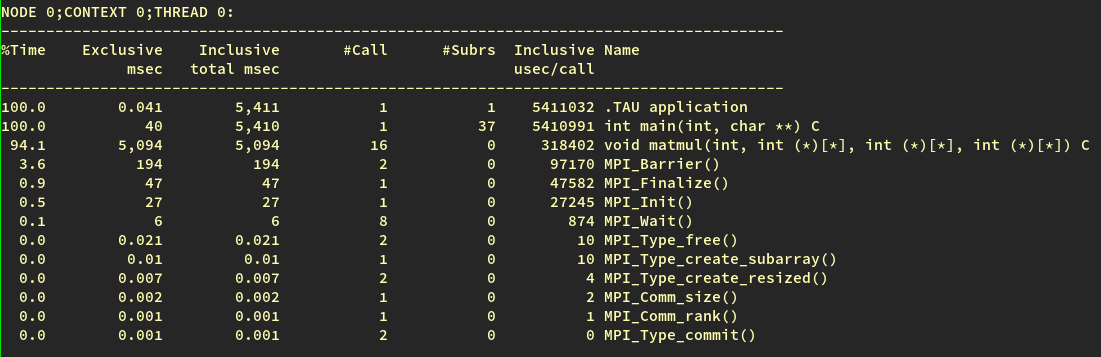 NODE 0;CONTEXT 0;THREAD 0:
---------------------------------------------------------------------------------------
%Time    Exclusive    Inclusive       #Call      #Subrs  Inclusive Name
              msec   total msec                          usec/call
---------------------------------------------------------------------------------------
100.0        0.041        5,411           1           1    5411032 .TAU application
100.0           40        5,410           1          37    5410991 int main(int, char **) C
 94.1        5,094        5,094          16           0     318402 void matmul(int, int (*)[*], int (*)[*], int (*)[*]) C
  3.6          194          194           2           0      97170 MPI_Barrier()
  0.9           47           47           1           0      47582 MPI_Finalize()
  0.5           27           27           1           0      27245 MPI_Init()
  0.1            6            6           8           0        874 MPI_Wait()
  0.0        0.021        0.021           2           0         10 MPI_Type_free()
  0.0         0.01         0.01           1           0         10 MPI_Type_create_subarray()
  0.0        0.007        0.007           2           0          4 MPI_Type_create_resized()
  0.0        0.002        0.002           1           0          2 MPI_Comm_size()
  0.0        0.001        0.001           1           0          1 MPI_Comm_rank()
  0.0        0.001        0.001           2           0          0 MPI_Type_commit()